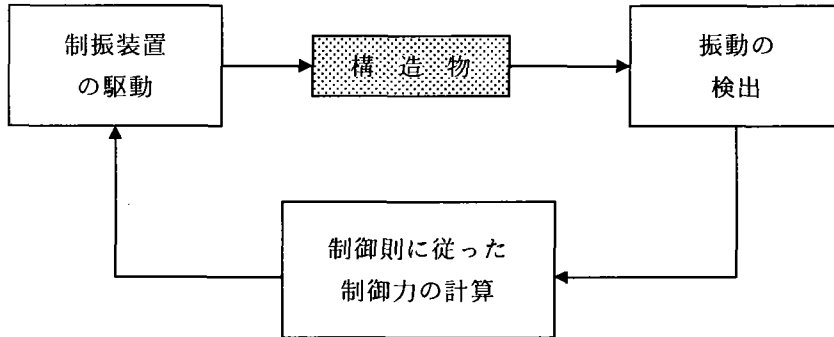 制振装置
の駆動
構造物
振動の
検出
制御則に従った
制御力の計算